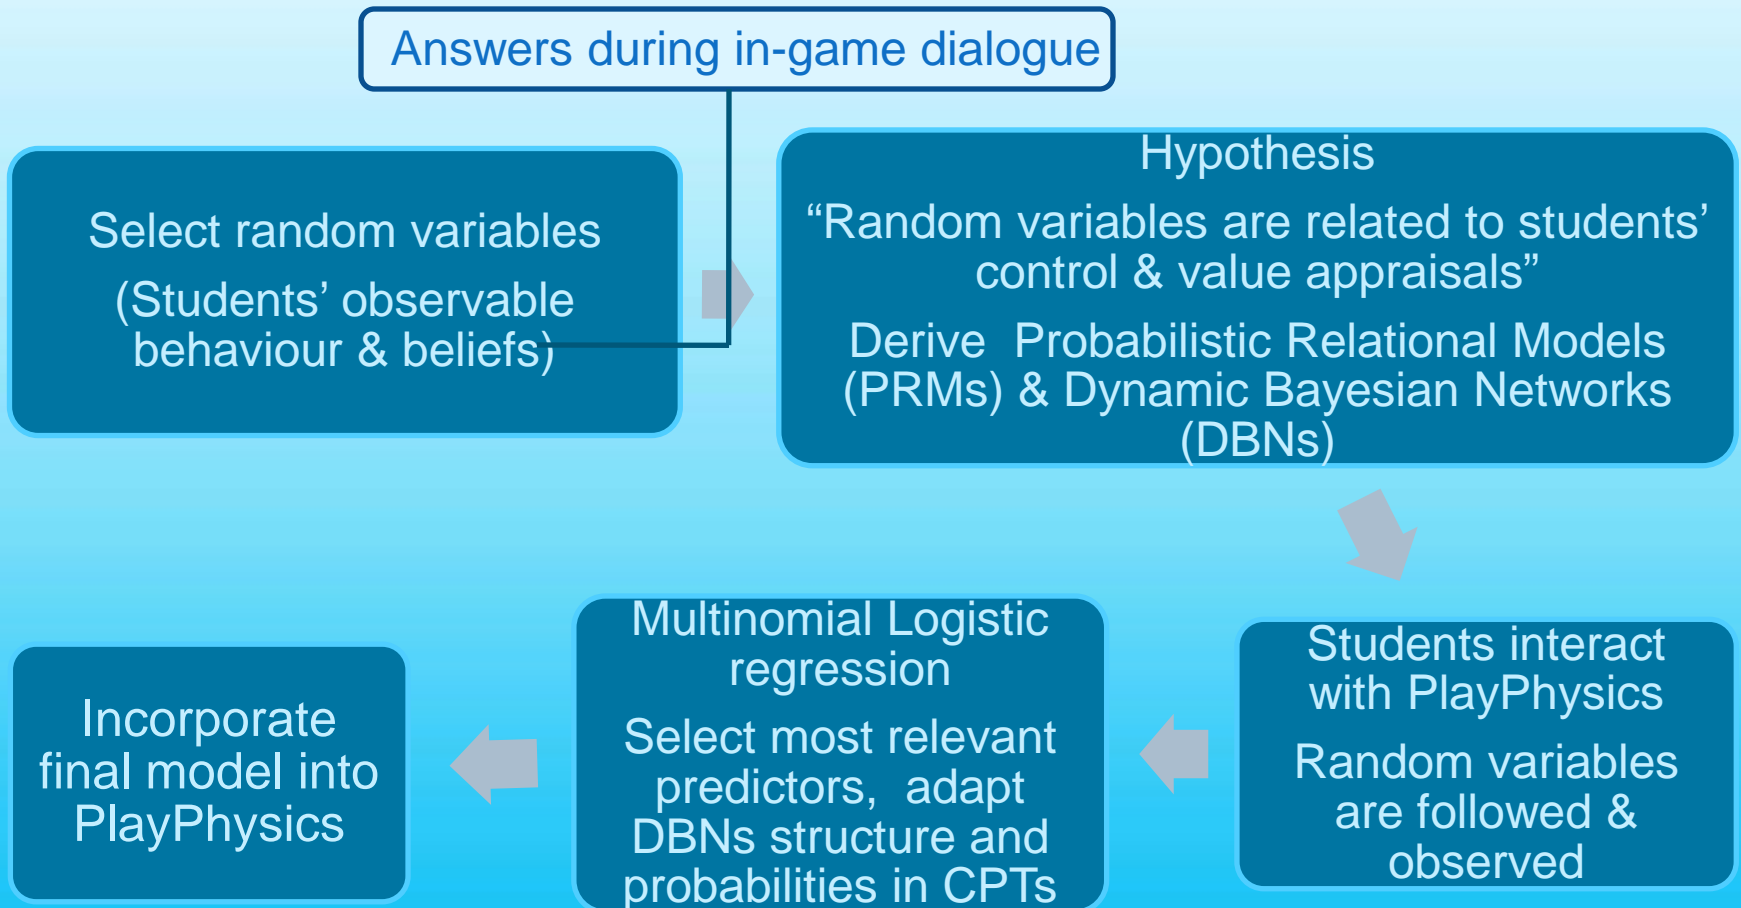 Answers during in-game dialogue
Select random variables
(Students’ observable
behaviour & beliefs)
Hypothesis
“Random variables are related to students’
control & value appraisals”
Derive Probabilistic Relational Models
(PRMs) & Dynamic Bayesian Networks
(DBNs)
Students interact
with PlayPhysics
Random variables
are followed &
observed
Multinomial Logistic
regression
Select most relevant
predictors, adapt
DBNs structure and
probabilities in CPTs
Incorporate
final model into
PlayPhysics